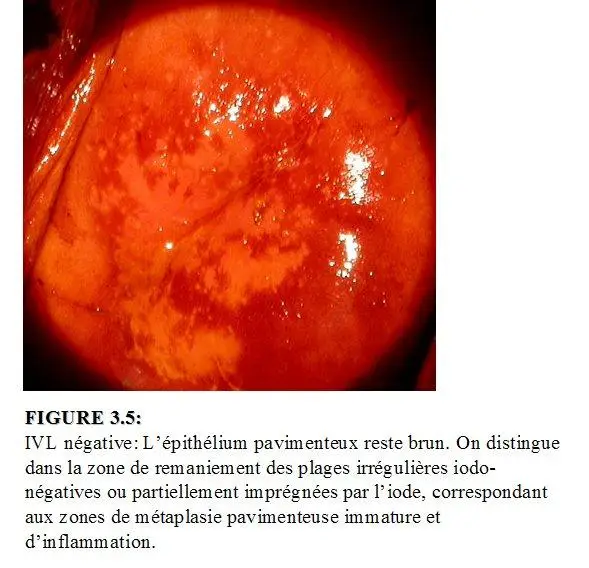 FIGURE 3.5:
IVL négative: L’épithélium pavimenteux reste brun. On distingue
dans la zone de remaniement des plages irrégulières iodo-
négatives ou partiellement imprégnées par l’iode, correspondant
aux zones de métaplasie pavimenteuse immature et
d’inflammation.